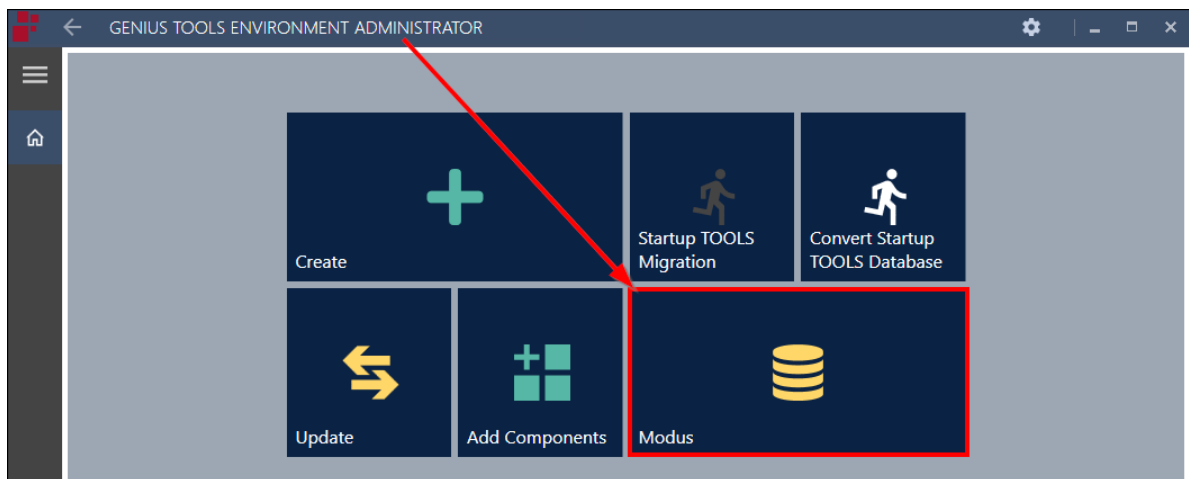 GENIUS TOOLS ENVIRONMENT ADMINISTRATOR
Create
Startup TOOLS
Migration
Convert Startup
TOOLS Database
Update
Add Components
Modus